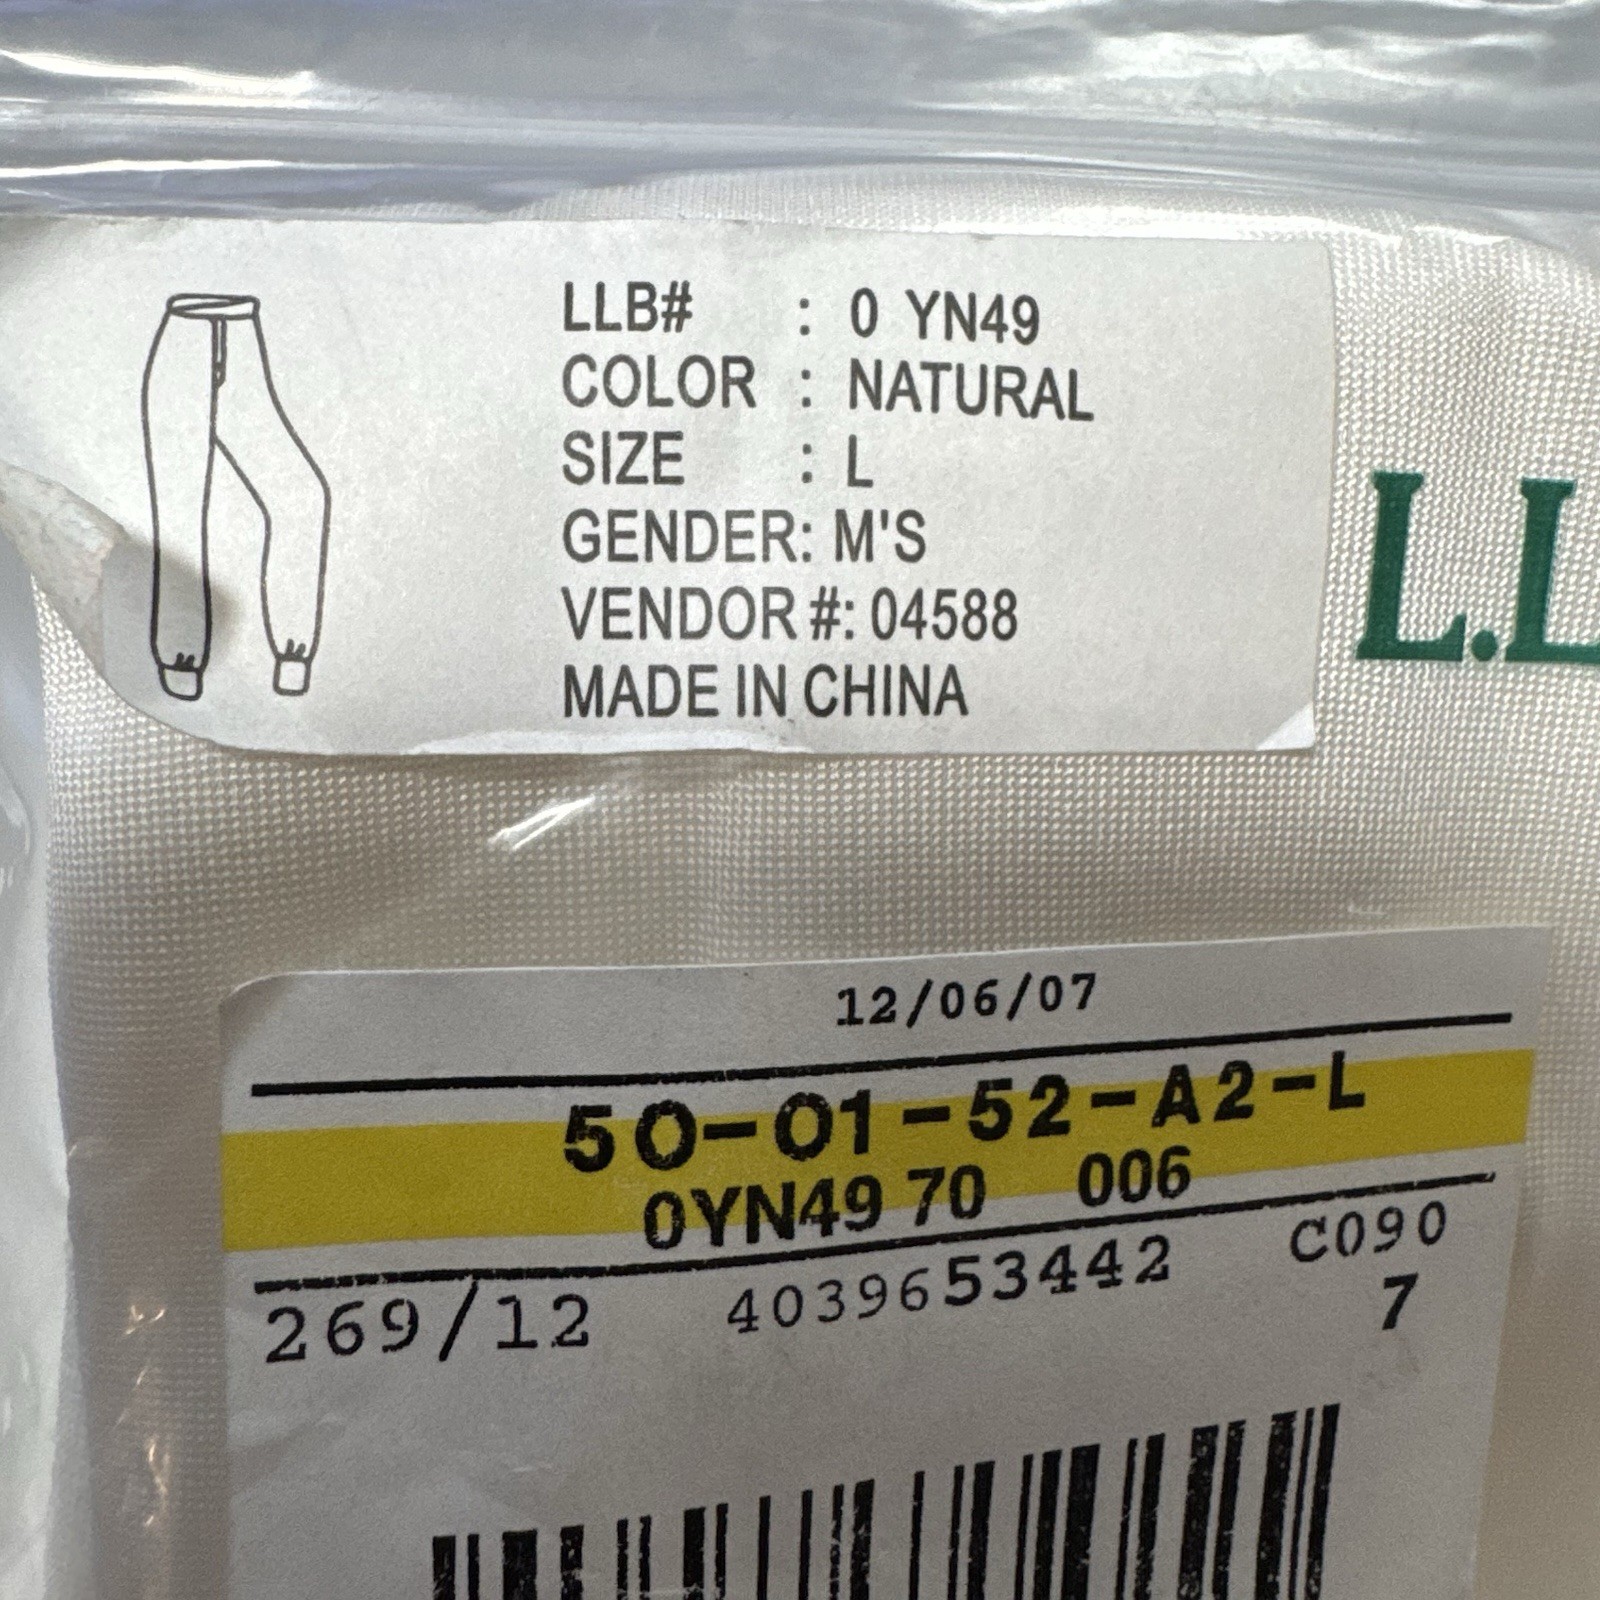 LLB# : 0 YN49
COLOR : NATURAL
SIZE : L
GENDER: M'S
VENDOR #: 04588
MADE IN CHINA
L.L
12/06/07
50-01-52-A2-L
0YN49 70 006
269/12 4039653442 C090
7